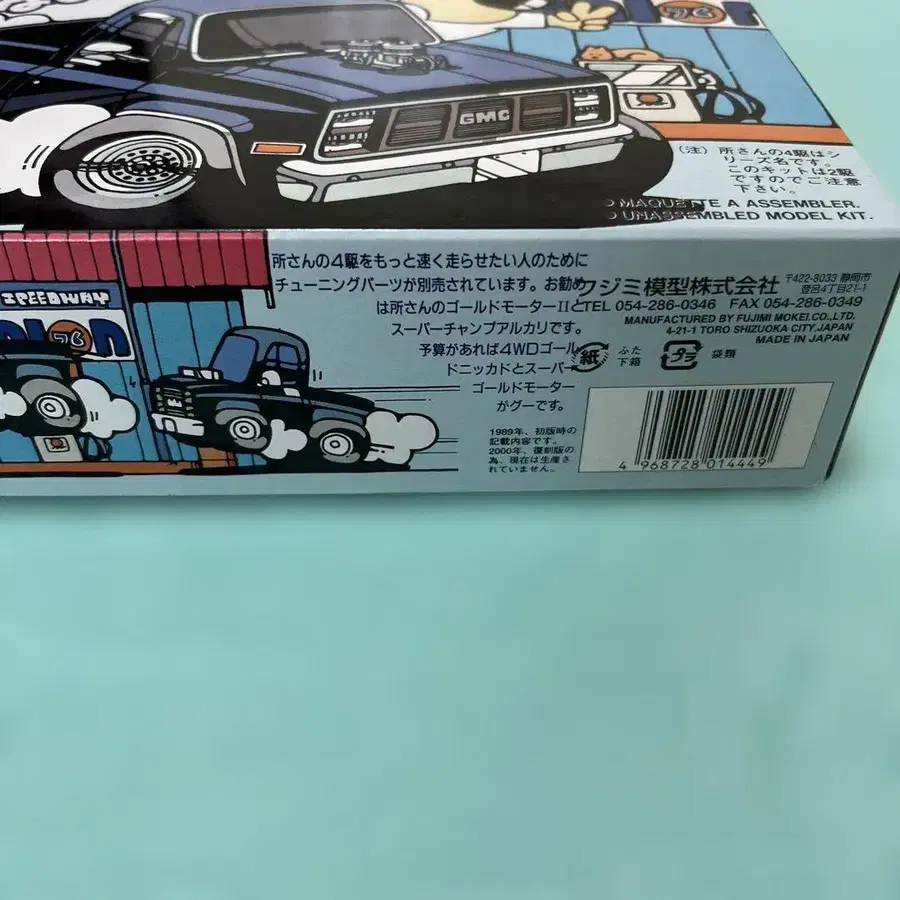 76
GMC
(注) 所さんの4駆はシ
リーズ名です。
このキットは2駆
ですのでご注意
下さい。
MAQUETTE A ASSEMBLER.
UNASSEMBLED MODEL KIT.
SPEEDWAY
76
所さんの4駆をもっと速く走らせたい人のために
チューニングパーツが別売されています。お勧め
は所さんのゴールドモーターIIと
スーパーチャンプアルカリです。
予算があれば4WDゴール
ドニッカドとスーパー
ゴールドモーター
がグーです。
フジミ模型株式会社
〒422-8033 静岡市
登呂4丁目21-1
TEL 054-286-0346 FAX 054-286-0349
MANUFACTURED BY FUJIMI MOKEI.CO.,LTD.
4-21-1 TORO SHIZUOKA CITY.JAPAN
MADE IN JAPAN
紙 ふた
下箱
プラ 袋類
1989年、初版時の
記載内容です。
2000年、復刻版の
為、現在は生産さ
れていません。
4 968728 014449